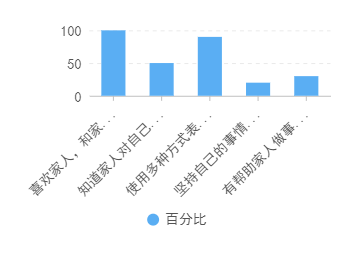 100
50
0
喜欢家人，和家...
知道家人对自己...
使用多种方式表...
坚持自己的事情...
有帮助家人做事...
百分比